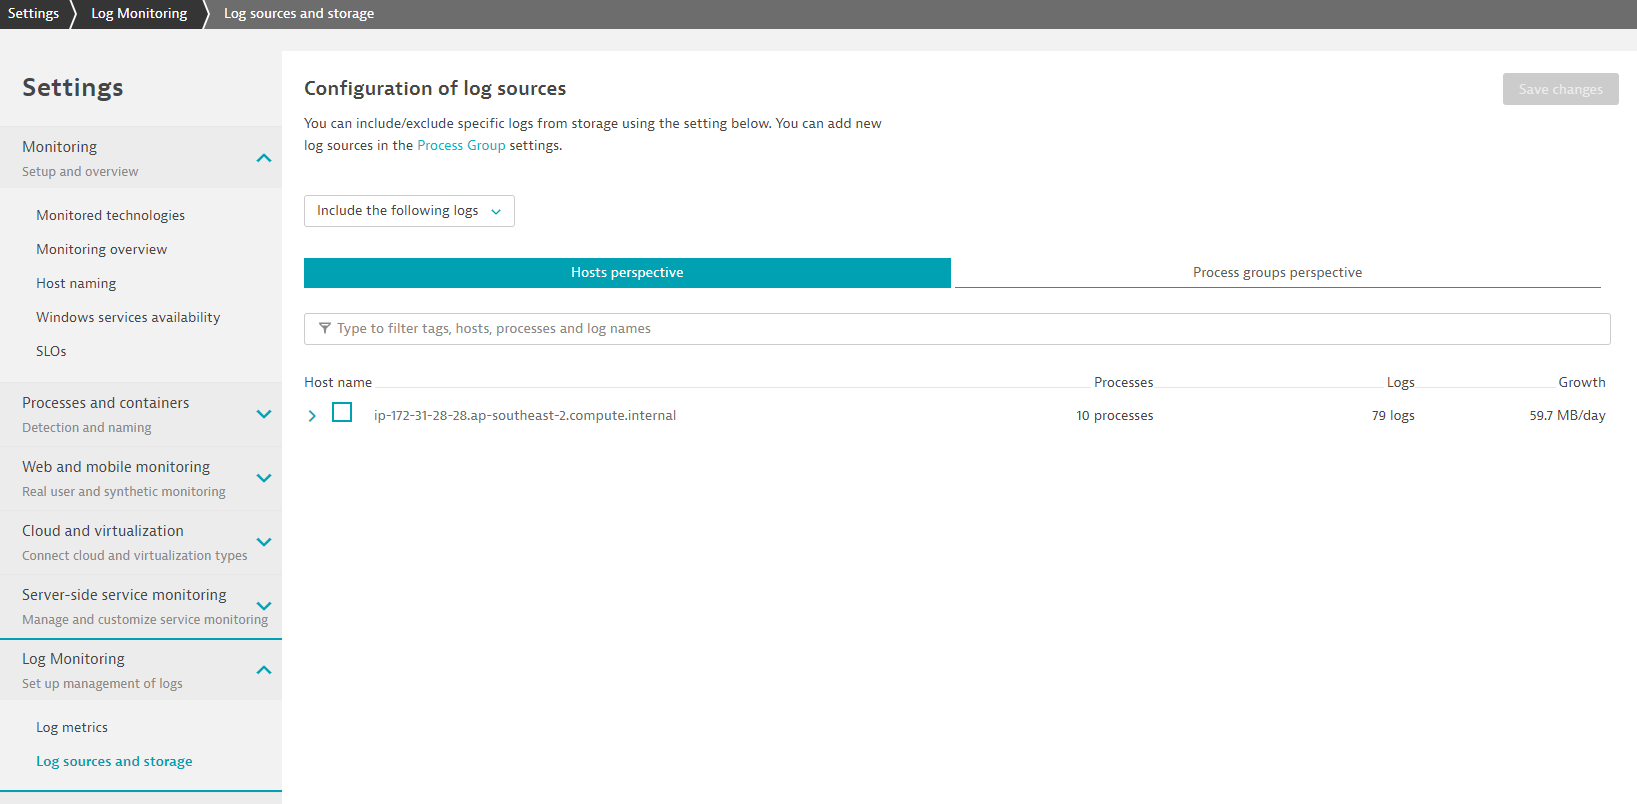 Settings
Log Monitoring
Log sources and storage
Settings
Monitoring
Setup and overview
Monitored technologies
Monitoring overview
Host naming
Windows services availability
SLOs
Processes and containers
Detection and naming
Web and mobile monitoring
Real user and synthetic monitoring
Cloud and virtualization
Connect cloud and virtualization types
Server-side service monitoring
Manage and customize service monitoring
Log Monitoring
Set up management of logs
Log metrics
Log sources and storage
Configuration of log sources
Save changes
You can include/exclude specific logs from storage using the setting below. You can add new
log sources in the Process Group settings.
Include the following logs
Hosts perspective
Process groups perspective
Type to filter tags, hosts, processes and log names
Host name Processes Logs Growth
ip-172-31-28-28.ap-southeast-2.compute.internal 10 processes 79 logs 59.7 MB/day